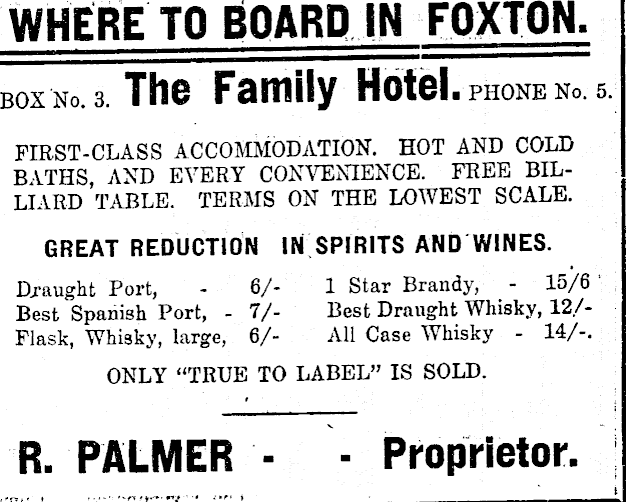 WHERE TO BOARD IN FOXTON.
BOX No. 3. The Family Hotel. PHONE No. 5.
FIRST-CLASS ACCOMMODATION. HOT AND COLD
BATHS, AND EVERY CONVENIENCE. FREE BIL-
LIARD TABLE. TERMS ON THE LOWEST SCALE.
GREAT REDUCTION IN SPIRITS AND WINES.
Draught Port, - 6/- 1 Star Brandy, - 15/6
Best Spanish Port, - 7/- Best Draught Whisky, 12/-
Flask, Whisky, large, 6/- All Case Whisky - 14/-.
ONLY "TRUE TO LABEL" IS SOLD.
R. PALMER - - Proprietor.